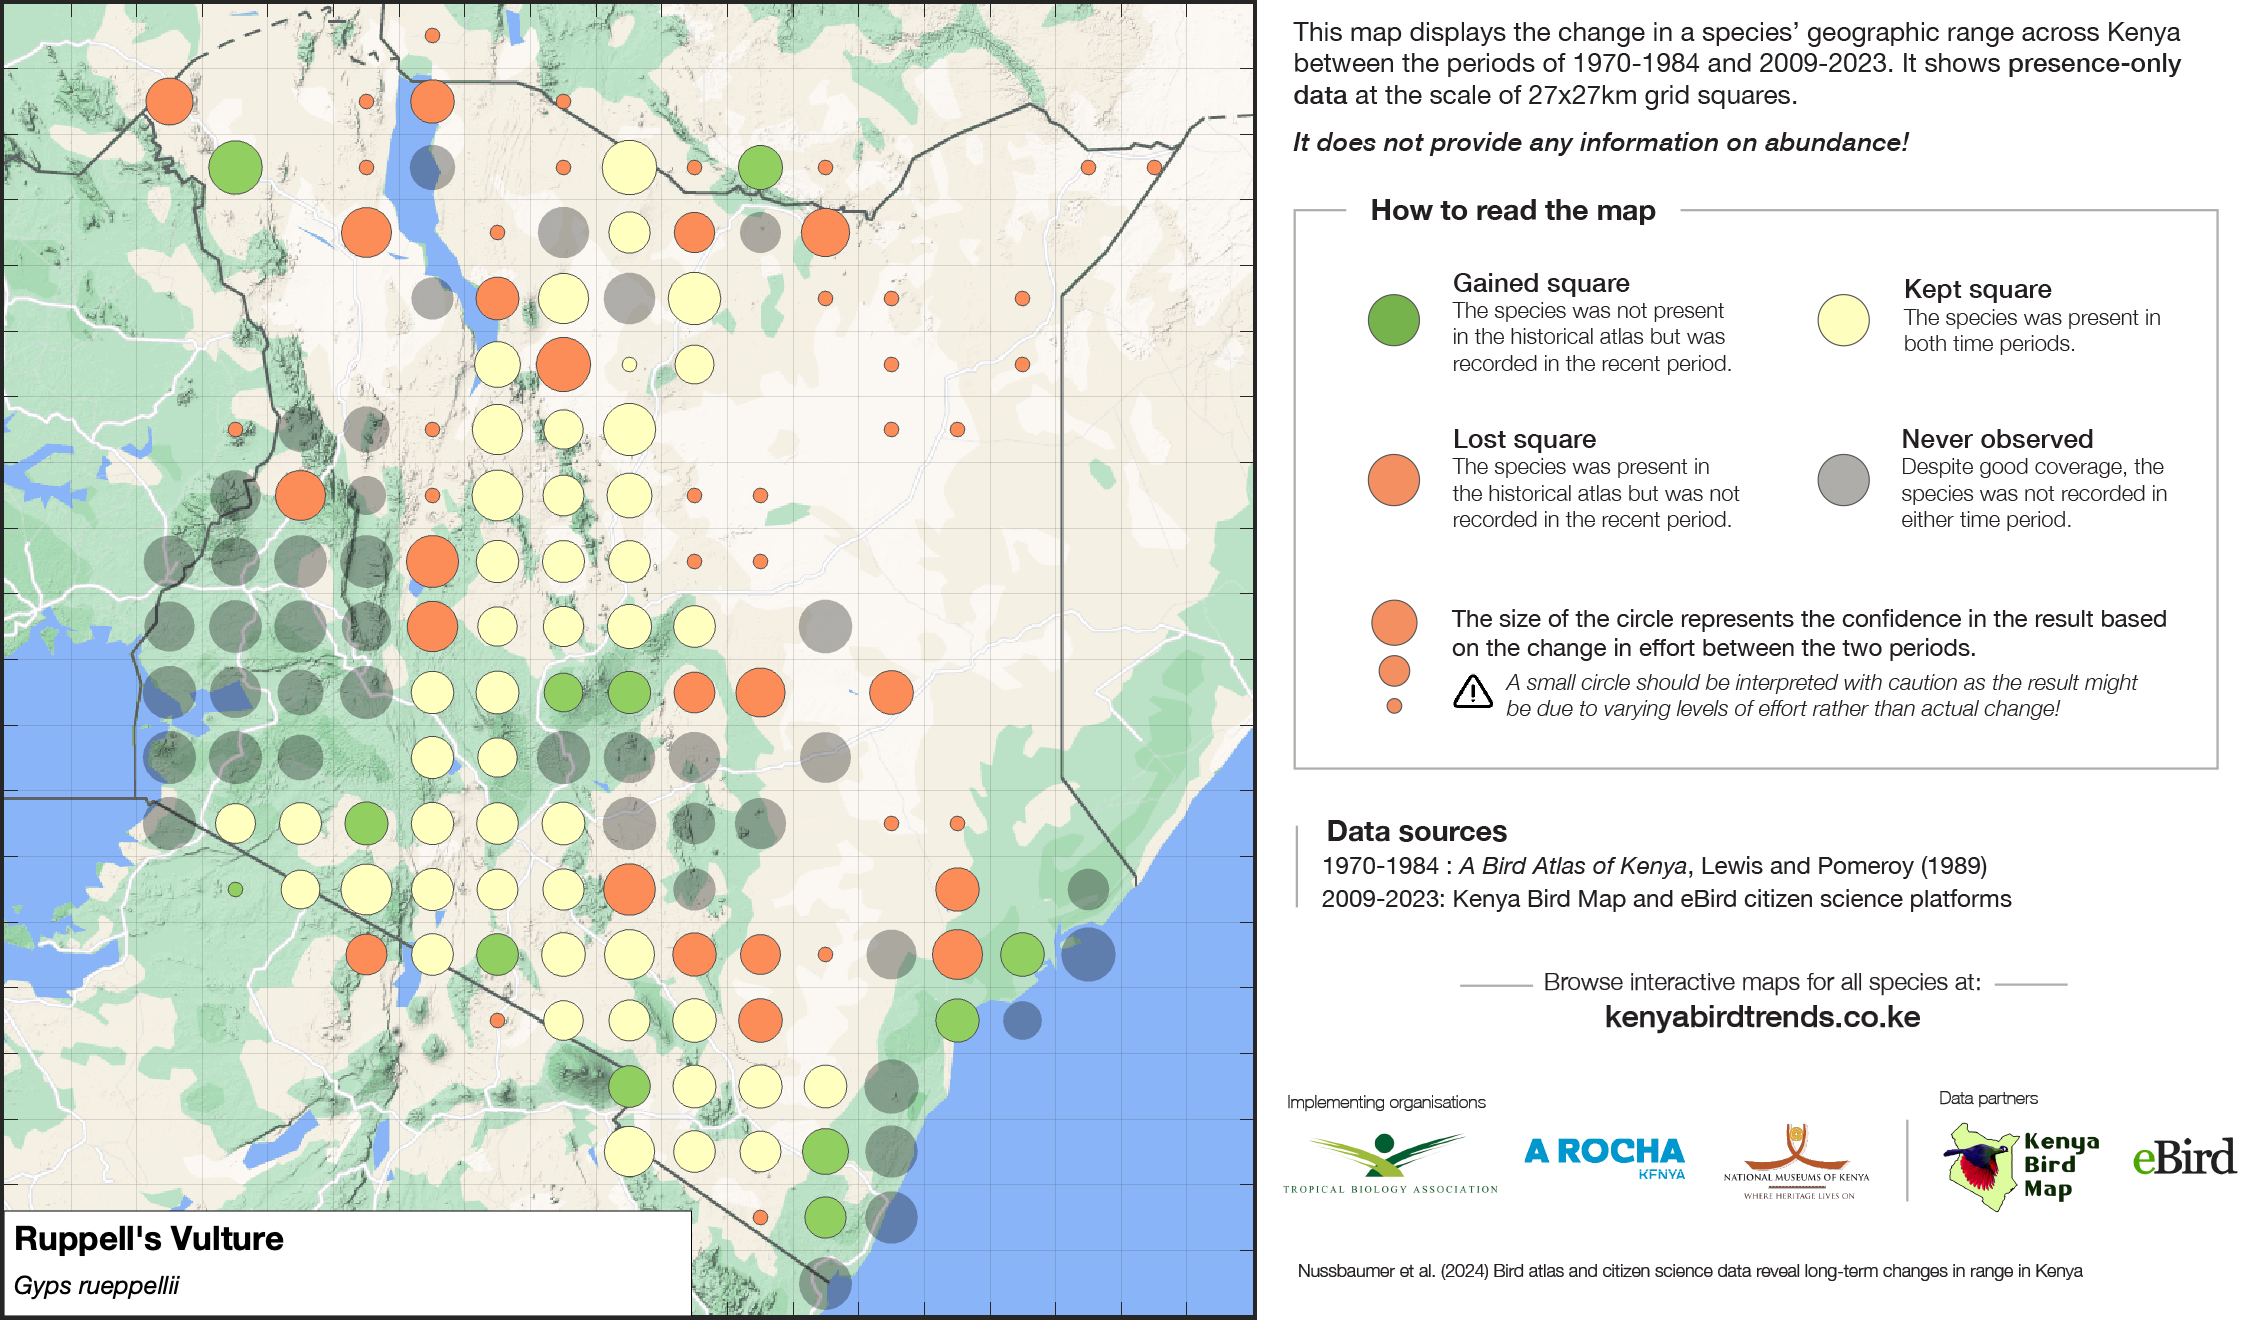 This map displays the change in a species’ geographic range across Kenya
between the periods of 1970-1984 and 2009-2023. It shows presence-only
data at the scale of 27x27km grid squares.
It does not provide any information on abundance!
How to read the map
Gained square
The species was not present
in the historical atlas but was
recorded in the recent period.
Kept square
The species was present in
both time periods.
Lost square
The species was present in
the historical atlas but was not
recorded in the recent period.
Never observed
Despite good coverage, the
species was not recorded in
either time period.
The size of the circle represents the confidence in the result based
on the change in effort between the two periods.
A small circle should be interpreted with caution as the result might
be due to varying levels of effort rather than actual change!
Data sources
1970-1984 : A Bird Atlas of Kenya, Lewis and Pomeroy (1989)
2009-2023: Kenya Bird Map and eBird citizen science platforms
Browse interactive maps for all species at:
kenyabirdtrends.co.ke
Implementing organisations
Data partners
TROPICAL BIOLOGY ASSOCIATION
A ROCHA
KENYA
NATIONAL MUSEUMS OF KENYA
WHERE HERITAGE LIVES ON
Kenya
Bird
Map
eBird
Ruppell's Vulture
Gyps rueppellii
Nussbaumer et al. (2024) Bird atlas and citizen science data reveal long-term changes in range in Kenya